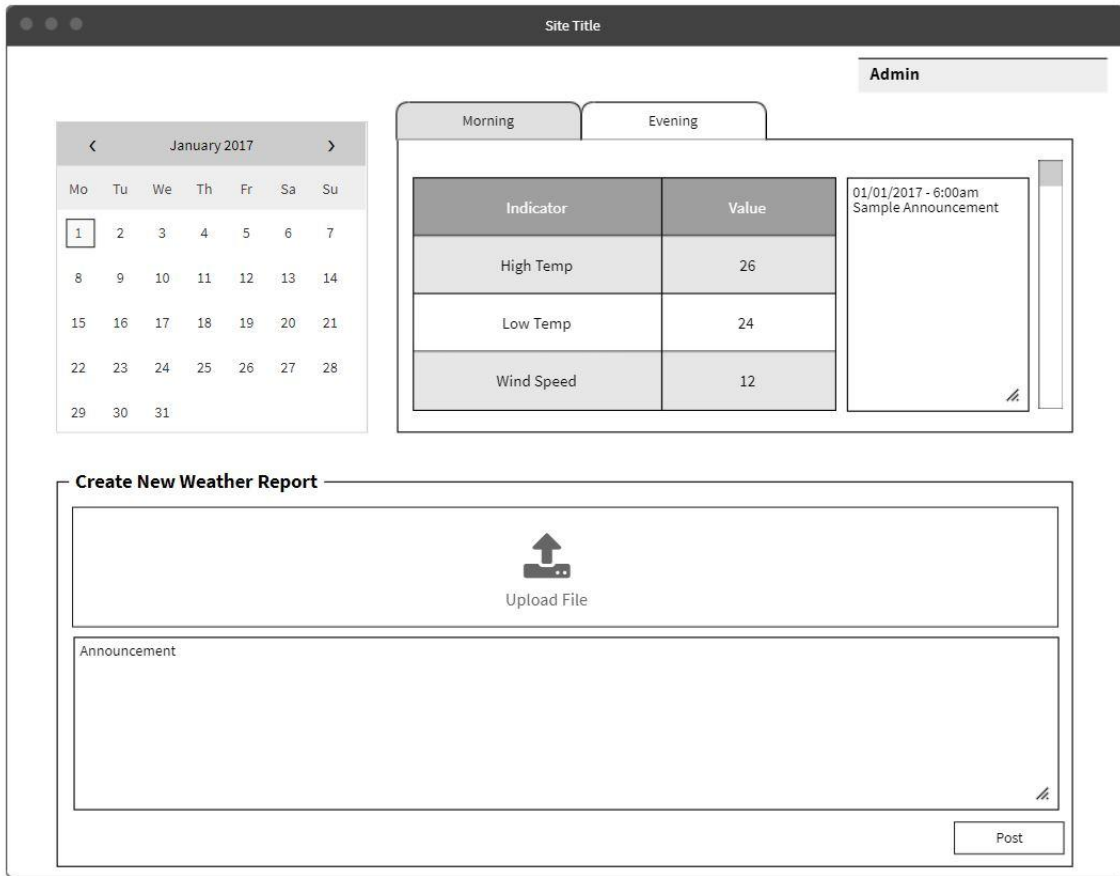 Site Title
Admin
‹ January 2017 ›
Mo Tu We Th Fr Sa Su
1 2 3 4 5 6 7
8 9 10 11 12 13 14
15 16 17 18 19 20 21
22 23 24 25 26 27 28
29 30 31
Morning Evening
Indicator Value
High Temp 26
Low Temp 24
Wind Speed 12
01/01/2017 - 6:00am
Sample Announcement
Create New Weather Report
Upload File
Announcement
Post